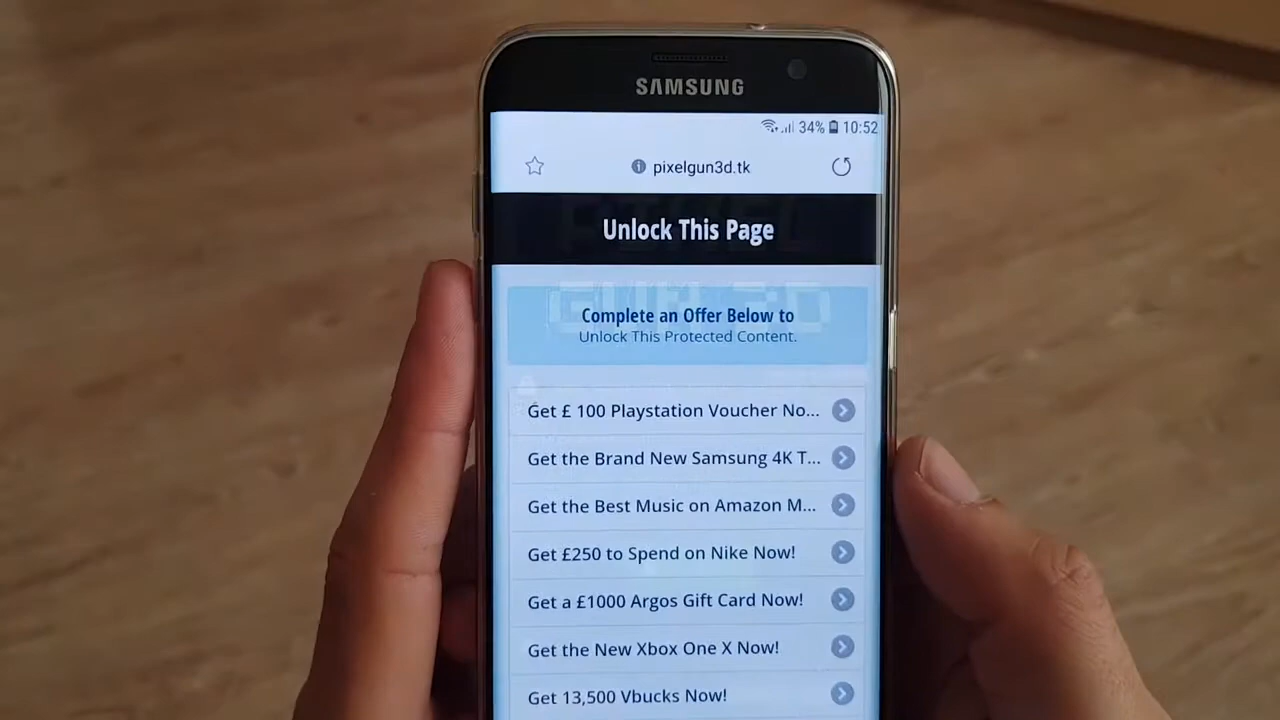 SAMSUNG
34% 10:52
pixelgun3d.tk
Unlock This Page
GUN 3D
Complete an Offer Below to
Unlock This Protected Content.
Get £ 100 Playstation Voucher No...
Get the Brand New Samsung 4K T...
Get the Best Music on Amazon M...
Get £250 to Spend on Nike Now!
Get a £1000 Argos Gift Card Now!
Get the New Xbox One X Now!
Get 13,500 Vbucks Now!